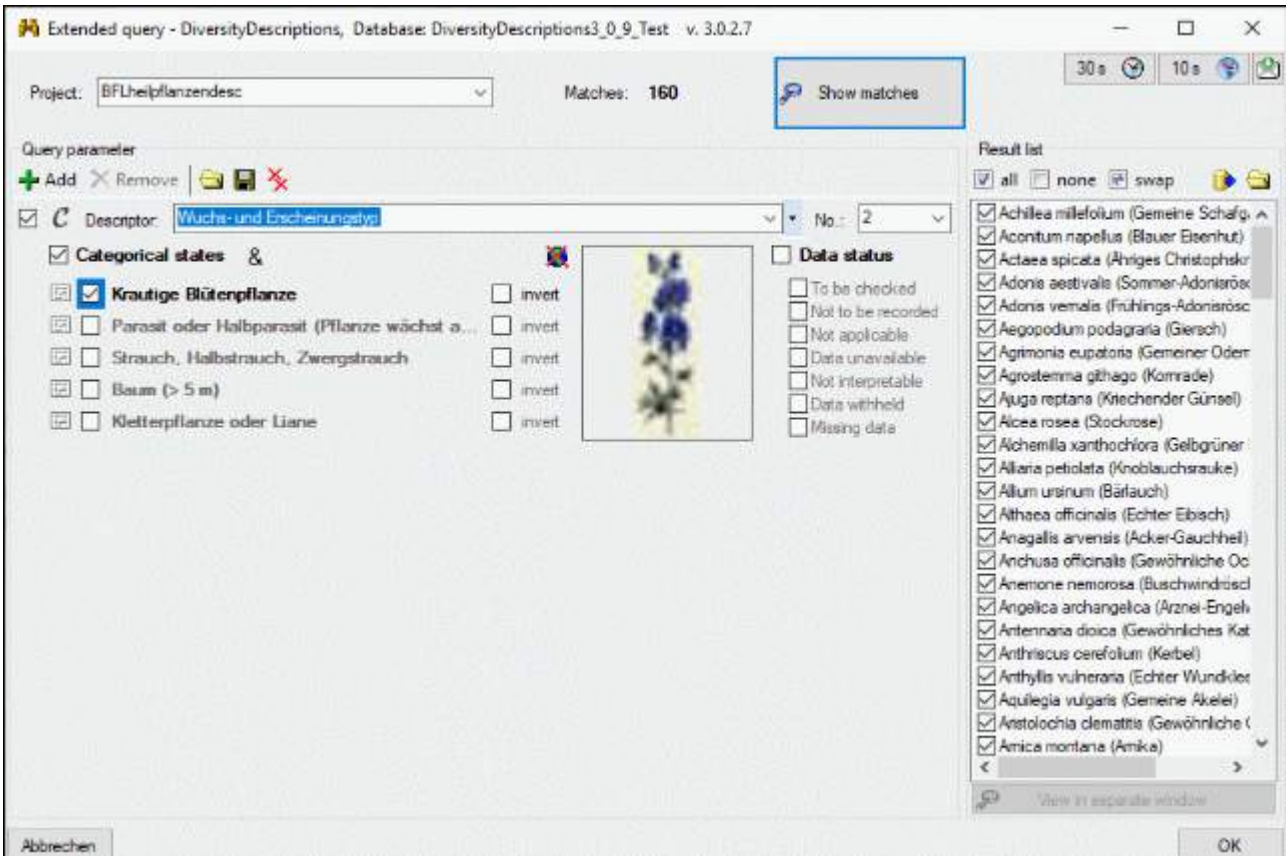 Extended query - DiversityDescriptions, Database: DiversityDescriptions3_0_9_Test v. 3.0.2.7
30 s 10 s
Project: BFLheilpflanzendesc Matches: 160 Show matches
Query parameter
Add Remove
C Descriptor: Wuchs- und Erscheinungstyp No.: 2
Categorical states &
Krautige Blütenpflanze invert
Parasit oder Halbparasit (Pflanze wächst a... invert
Strauch, Halbstrauch, Zwergstrauch invert
Baum (> 5 m) invert
Kletterpflanze oder Liane invert
Data status
To be checked
Not to be recorded
Not applicable
Data unavailable
Not interpretable
Data withheld
Missing data
Result list
all none swap
Achillea millefolium (Gemeine Schafg
Aconitum napellus (Blauer Eisenhut)
Actaea spicata (Ähriges Christophskr
Adonis aestivalis (Sommer-Adonisrösc
Adonis vernalis (Frühlings-Adonisrösc
Aegopodium podagraria (Giersch)
Agrimonia eupatoria (Gemeiner Oderm
Agrostemma githago (Kornrade)
Ajuga reptans (Kriechender Günsel)
Alcea rosea (Stockrose)
Alchemilla xanthochlora (Gelbgrüner
Alliaria petiolata (Knoblauchsrauke)
Allium ursinum (Bärlauch)
Althaea officinalis (Echter Eibisch)
Anagallis arvensis (Acker-Gauchheil)
Anchusa officinalis (Gewöhnliche Oc
Anemone nemorosa (Buschwindrösch
Angelica archangelica (Arznei-Engelw
Antennaria dioica (Gewöhnliches Kat
Anthriscus cerefolium (Kerbel)
Anthyllis vulneraria (Echter Wundklee
Aquilegia vulgaris (Gemeine Akelei)
Aristolochia clematitis (Gewöhnliche
Arnica montana (Arnika)
View in separate window
Abbrechen OK